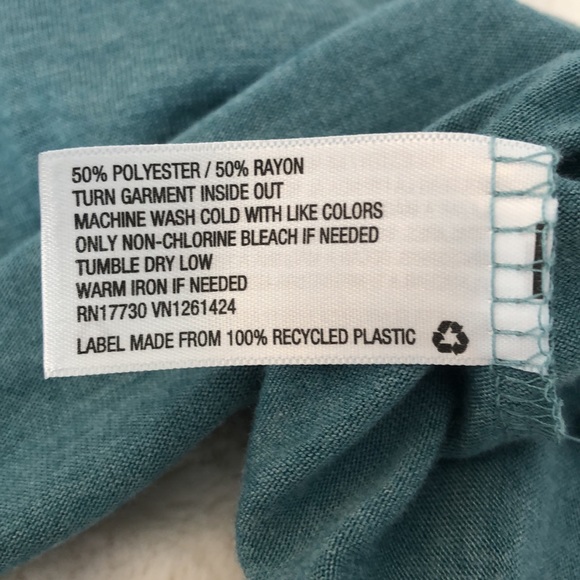 50% POLYESTER / 50% RAYON
TURN GARMENT INSIDE OUT
MACHINE WASH COLD WITH LIKE COLORS
ONLY NON-CHLORINE BLEACH IF NEEDED
TUMBLE DRY LOW
WARM IRON IF NEEDED
RN17730 VN1261424
LABEL MADE FROM 100% RECYCLED PLASTIC